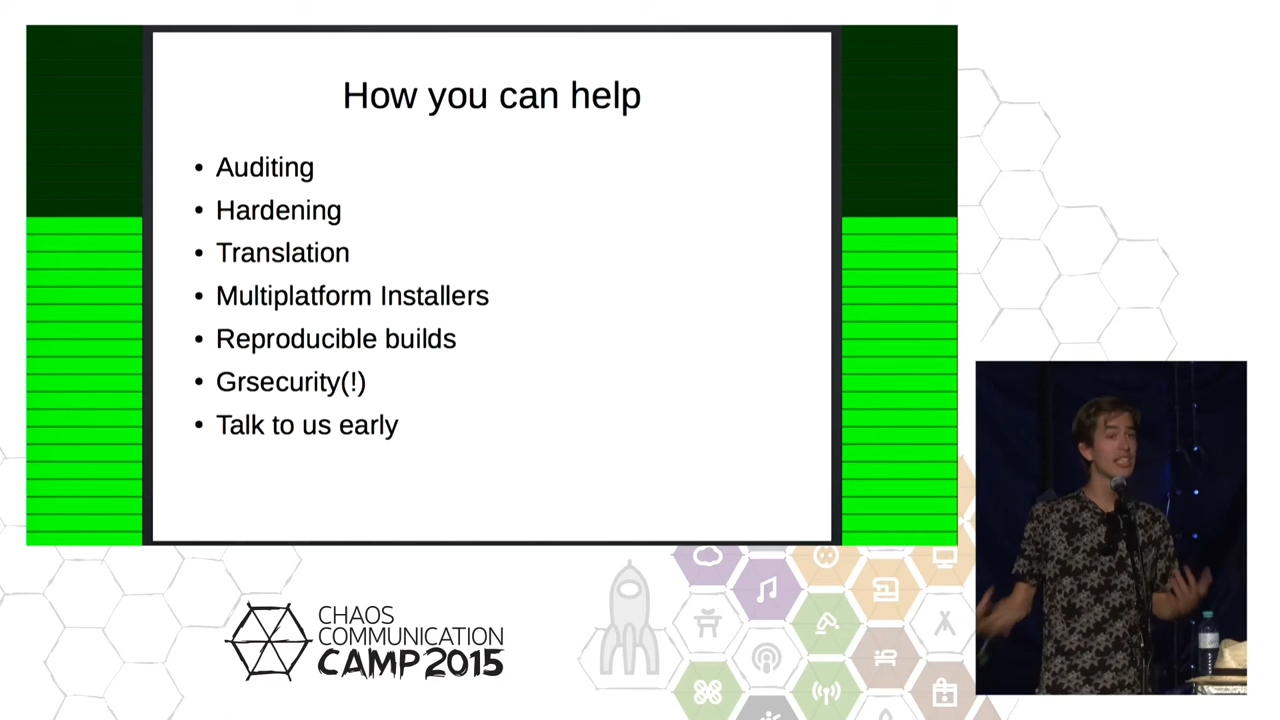 How you can help
• Auditing
• Hardening
• Translation
• Multiplatform Installers
• Reproducible builds
• Grsecurity(!)
• Talk to us early
CHAOS
COMMUNICATION
CAMP 2015